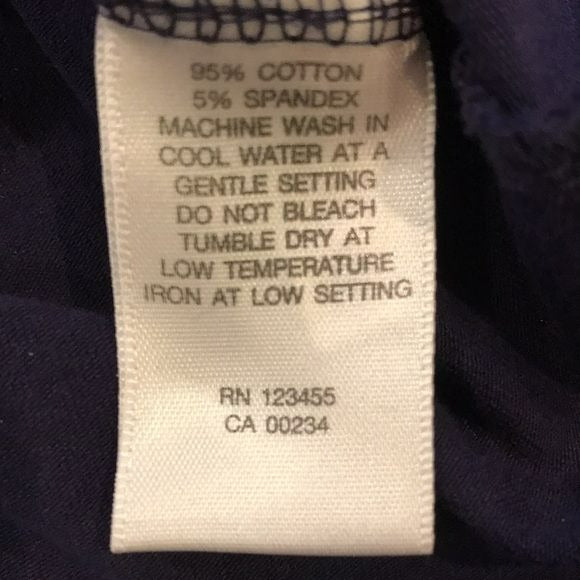 95% COTTON
5% SPANDEX
MACHINE WASH IN
COOL WATER AT A
GENTLE SETTING
DO NOT BLEACH
TUMBLE DRY AT
LOW TEMPERATURE
IRON AT LOW SETTING
RN 123455
CA 00234